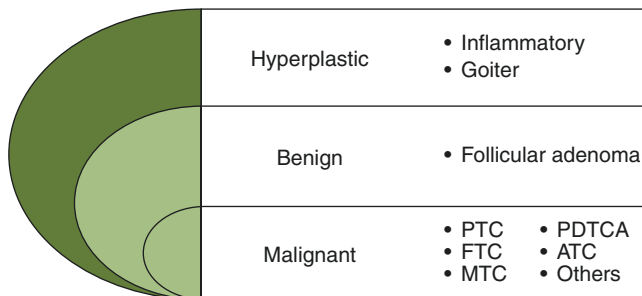 Hyperplastic
• Inflammatory
• Goiter
Benign
• Follicular adenoma
Malignant
• PTC • PDTCA
• FTC • ATC
• MTC • Others